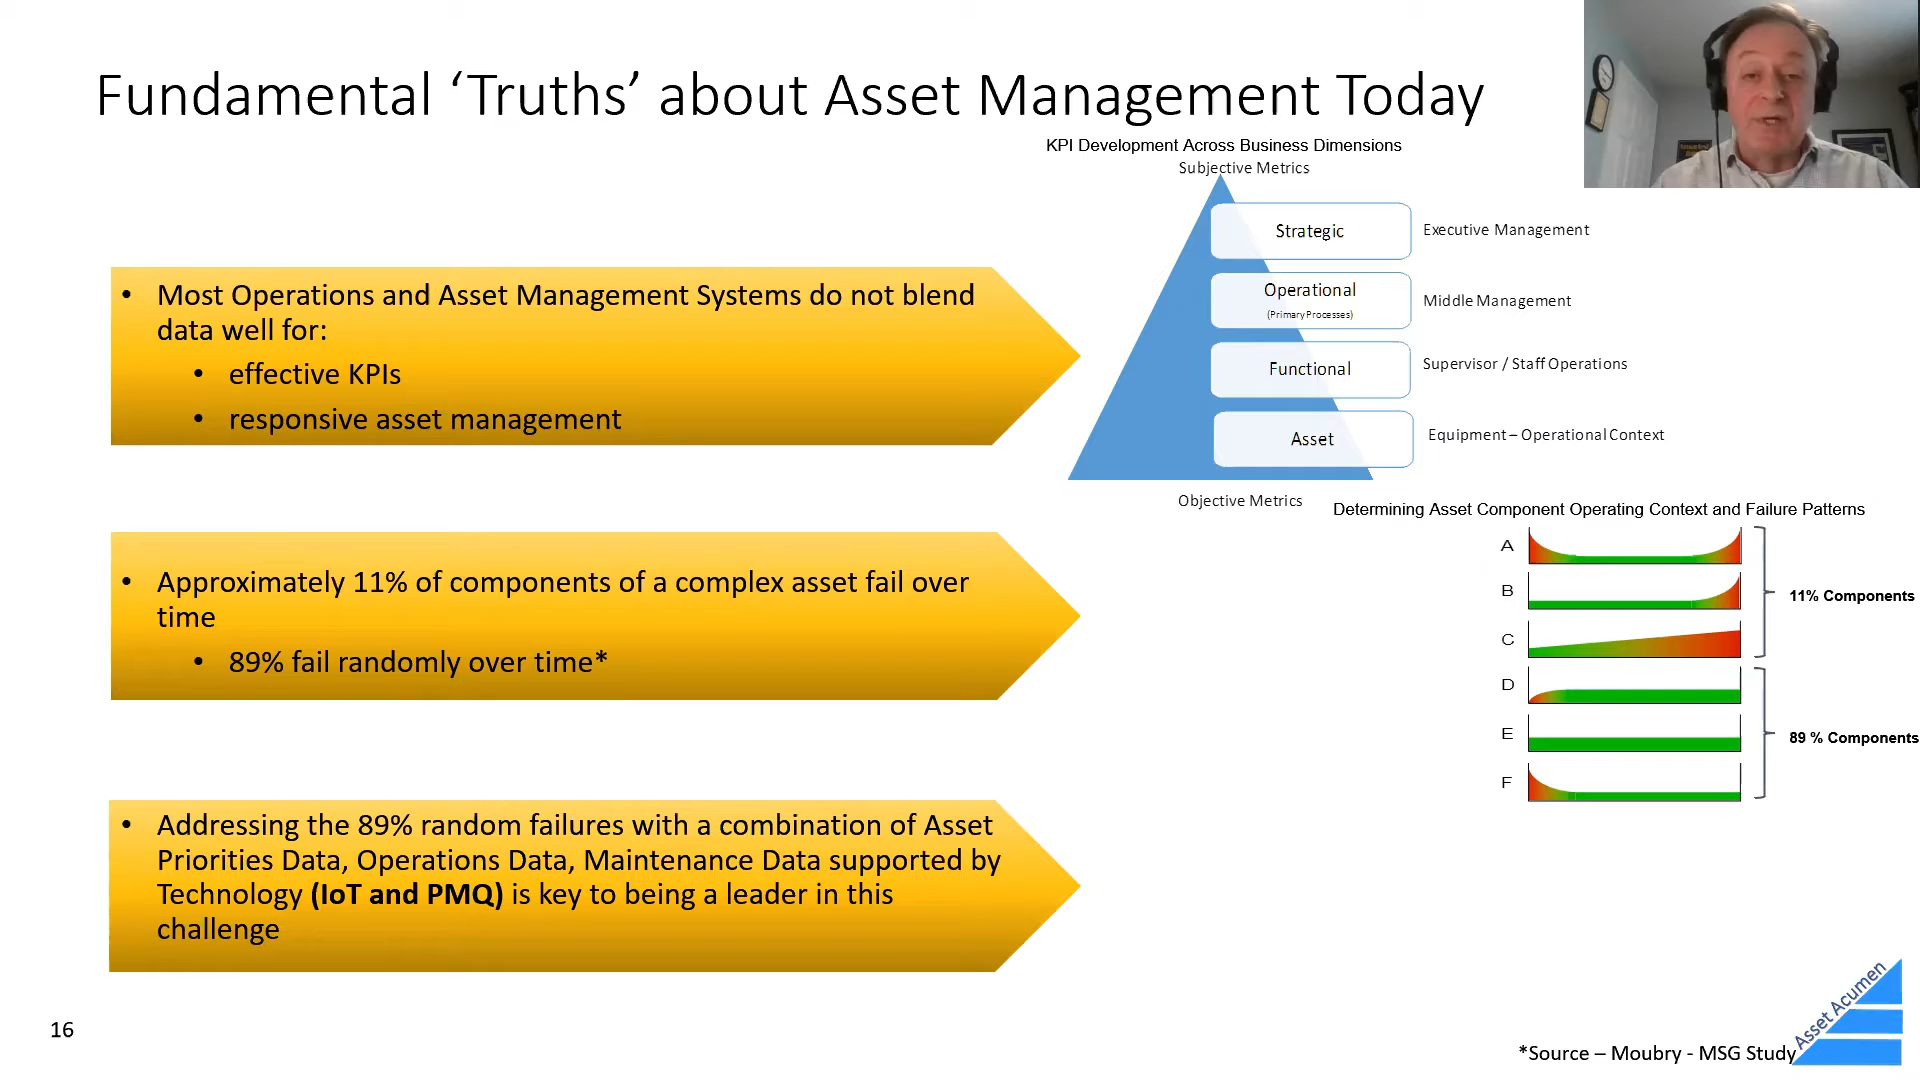 Fundamental ‘Truths’ about Asset Management Today
KPI Development Across Business Dimensions
Subjective Metrics
Strategic
Executive Management
Operational
(Primary Processes)
Middle Management
Functional
Supervisor / Staff Operations
Asset
Equipment – Operational Context
Objective Metrics
• Most Operations and Asset Management Systems do not blend
data well for:
• effective KPIs
• responsive asset management
• Approximately 11% of components of a complex asset fail over
time
• 89% fail randomly over time*
• Addressing the 89% random failures with a combination of Asset
Priorities Data, Operations Data, Maintenance Data supported by
Technology (IoT and PMQ) is key to being a leader in this
challenge
Determining Asset Component Operating Context and Failure Patterns
A
B
C
11% Components
D
E
F
89 % Components
16
*Source – Moubry - MSG Study
Asset Acumen